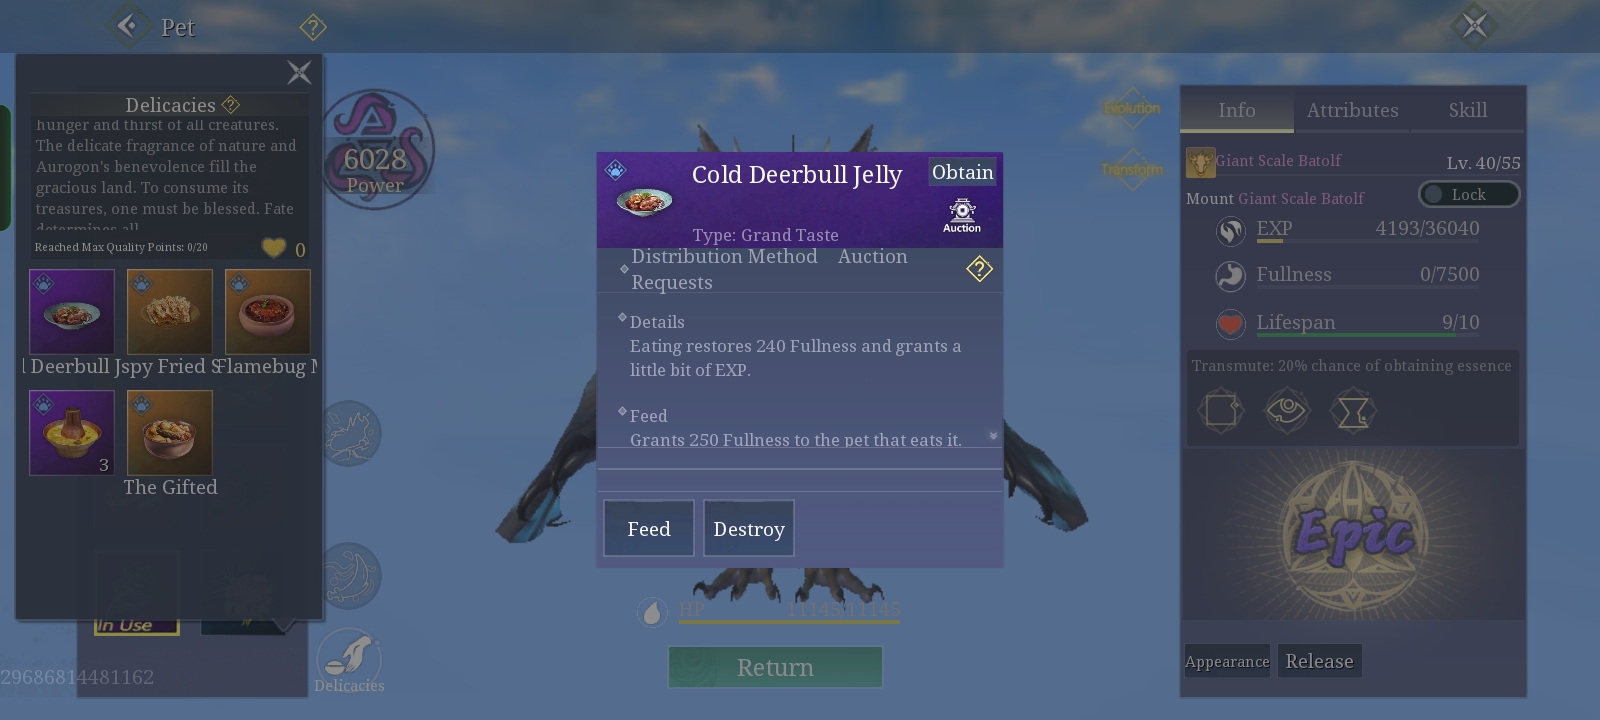 Pet
Delicacies
hunger and thirst of all creatures.
The delicate fragrance of nature and
Aurogon's benevolence fill the
gracious land. To consume its
treasures, one must be blessed. Fate
determines all
Reached Max Quality Points: 0/20
0
l Deerbull J
spy Fried S
Flamebug M
3
The Gifted
In Use
29686814481162
6028
Power
Delicacies
Cold Deerbull Jelly
Obtain
Auction
Type: Grand Taste
Distribution Method Auction
Requests
Details
Eating restores 240 Fullness and grants a
little bit of EXP.
Feed
Grants 250 Fullness to the pet that eats it.
Feed
Destroy
HP 11145/11145
Return
Evolution
Transform
Info
Attributes
Skill
Giant Scale Batolf
Lv. 40/55
Mount Giant Scale Batolf
Lock
EXP 4193/36040
Fullness 0/7500
Lifespan 9/10
Transmute: 20% chance of obtaining essence
Epic
Appearance
Release